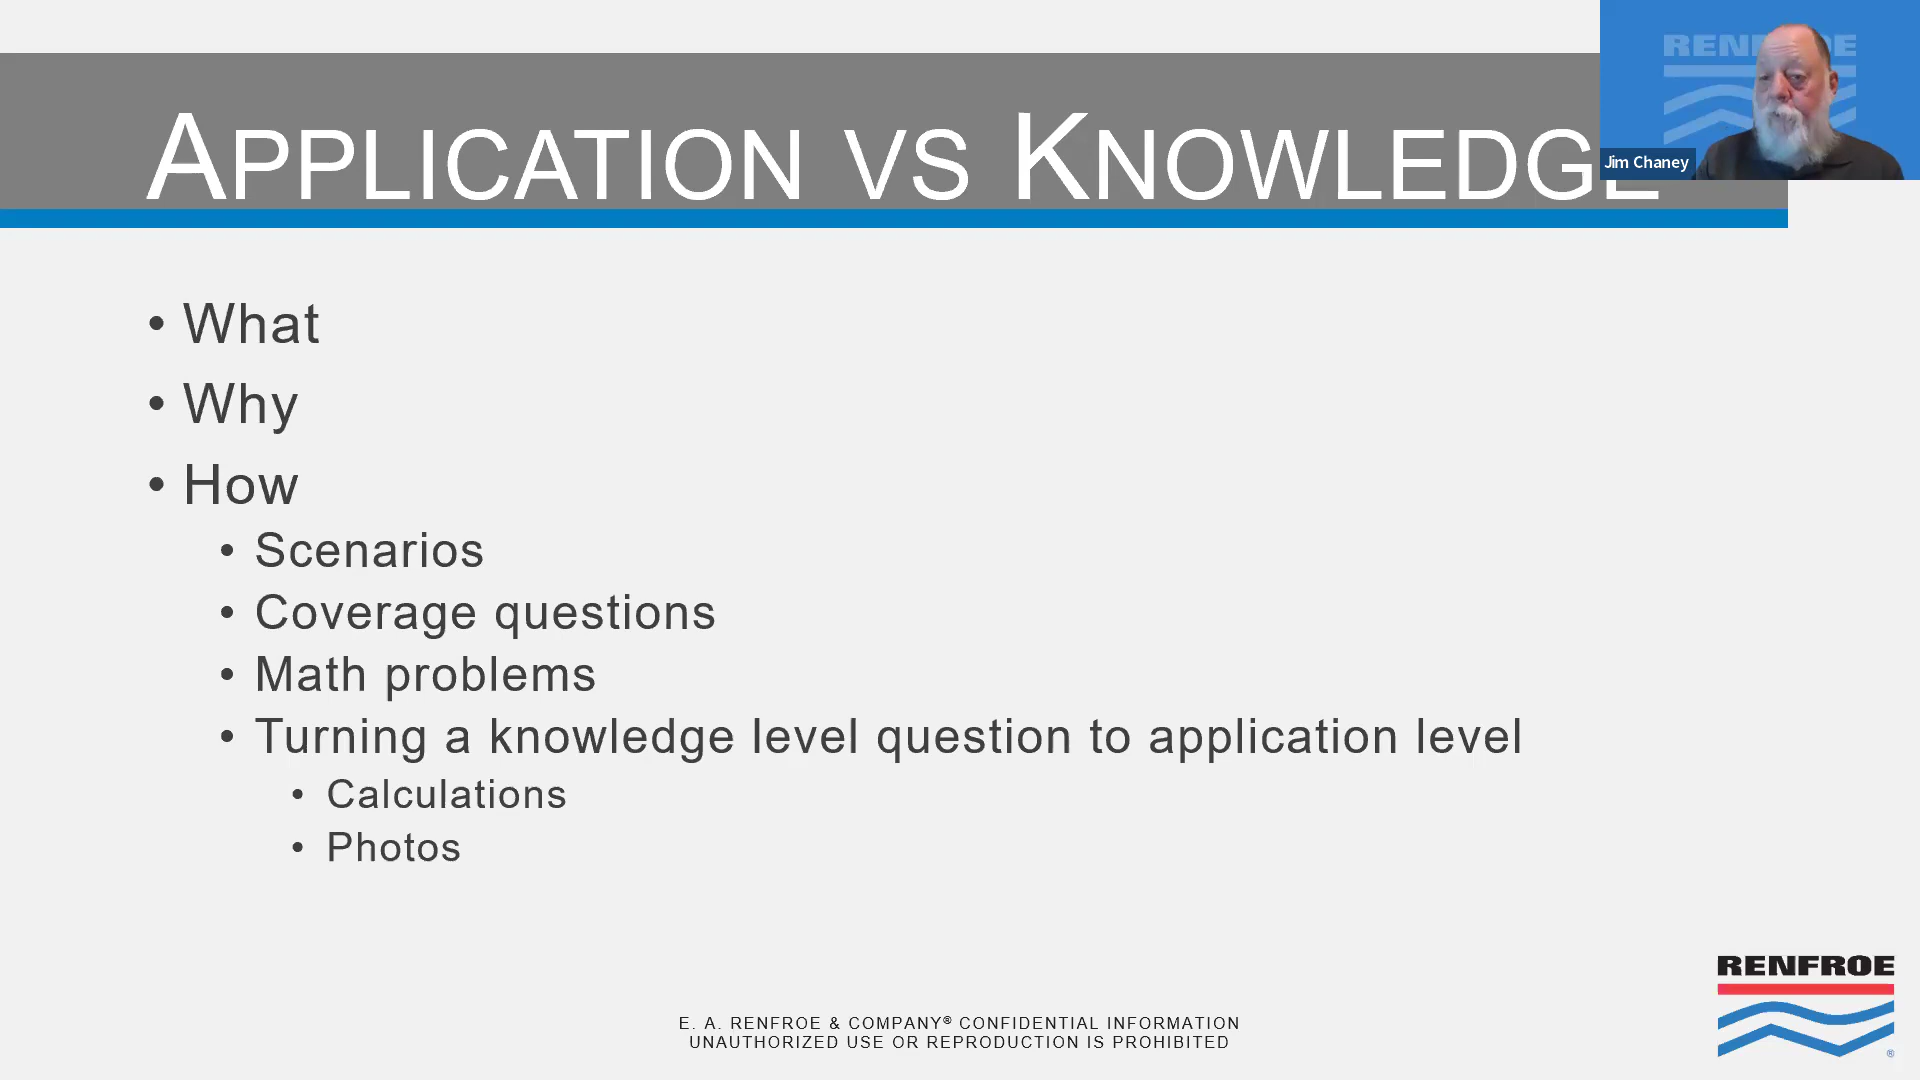 APPLICATION VS KNOWLEDGE
RENFROE
Jim Chaney
• What
• Why
• How
• Scenarios
• Coverage questions
• Math problems
• Turning a knowledge level question to application level
• Calculations
• Photos
RENFROE
®
E. A. RENFROE & COMPANY® CONFIDENTIAL INFORMATION
UNAUTHORIZED USE OR REPRODUCTION IS PROHIBITED